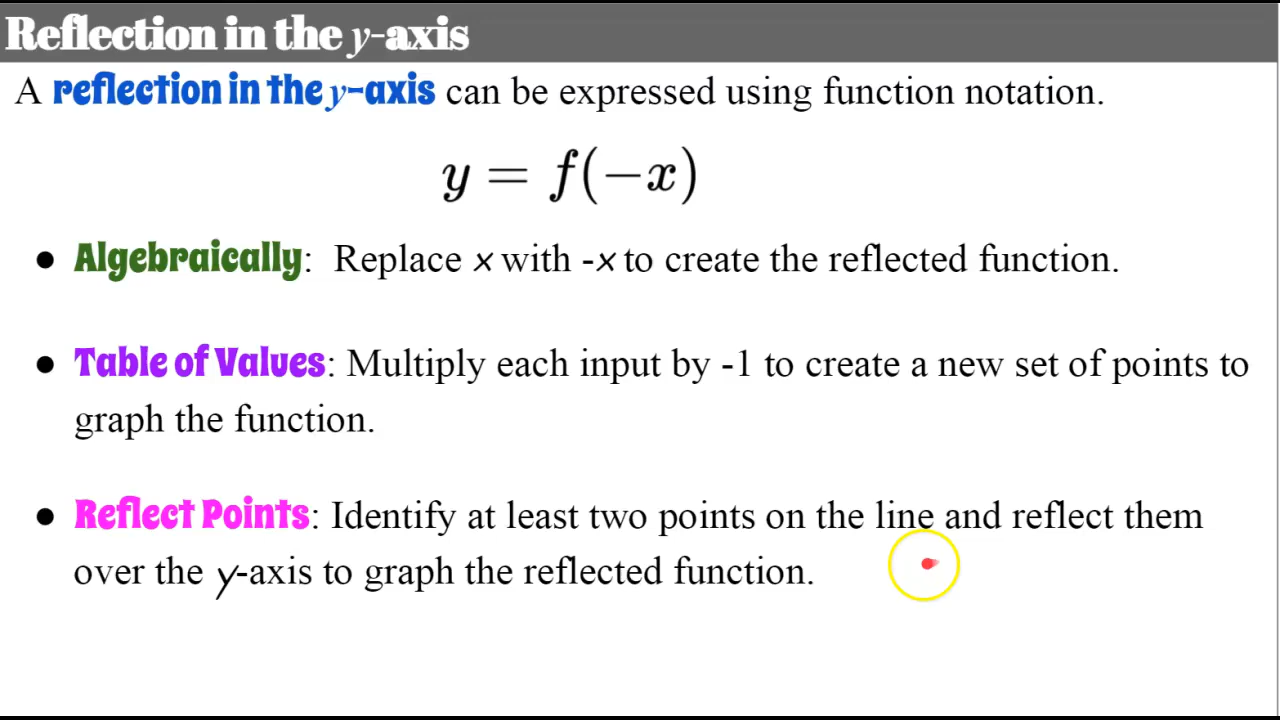 Reflection in the y-axis
A reflection in the y-axis can be expressed using function notation.
y = f(−x)
● Algebraically: Replace x with -x to create the reflected function.
● Table of Values: Multiply each input by -1 to create a new set of points to
graph the function.
● Reflect Points: Identify at least two points on the line and reflect them
over the y-axis to graph the reflected function.